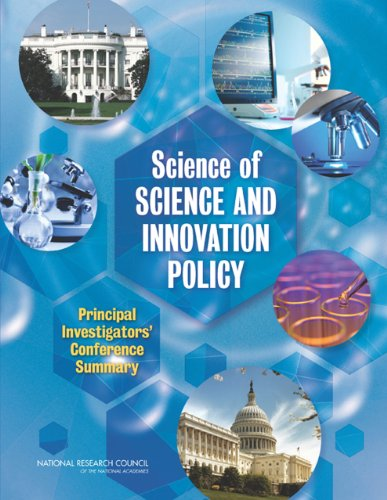 Science of
SCIENCE AND
INNOVATION
POLICY
Principal
Investigators’
Conference
Summary
NATIONAL RESEARCH COUNCIL
OF THE NATIONAL ACADEMIES